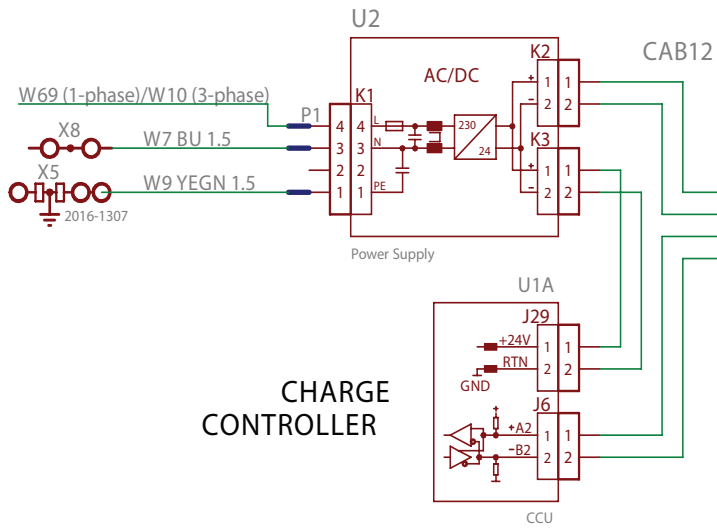 U2
K2
CAB12
AC/DC
+ 1 1
- 2 2
W69 (1-phase)/W10 (3-phase)
P1
K1
4 4 L
230
24
X8
W7 BU 1.5
3 3 N
K3
2 2
+ 1 1
- 2 2
X5
W9 YEGN 1.5
1 1 PE
2016-1307
Power Supply
U1A
J29
+24V 1 1
RTN 2 2
GND
CHARGE
CONTROLLER
J6
+
+A2 1 1
-B2 2 2
CCU